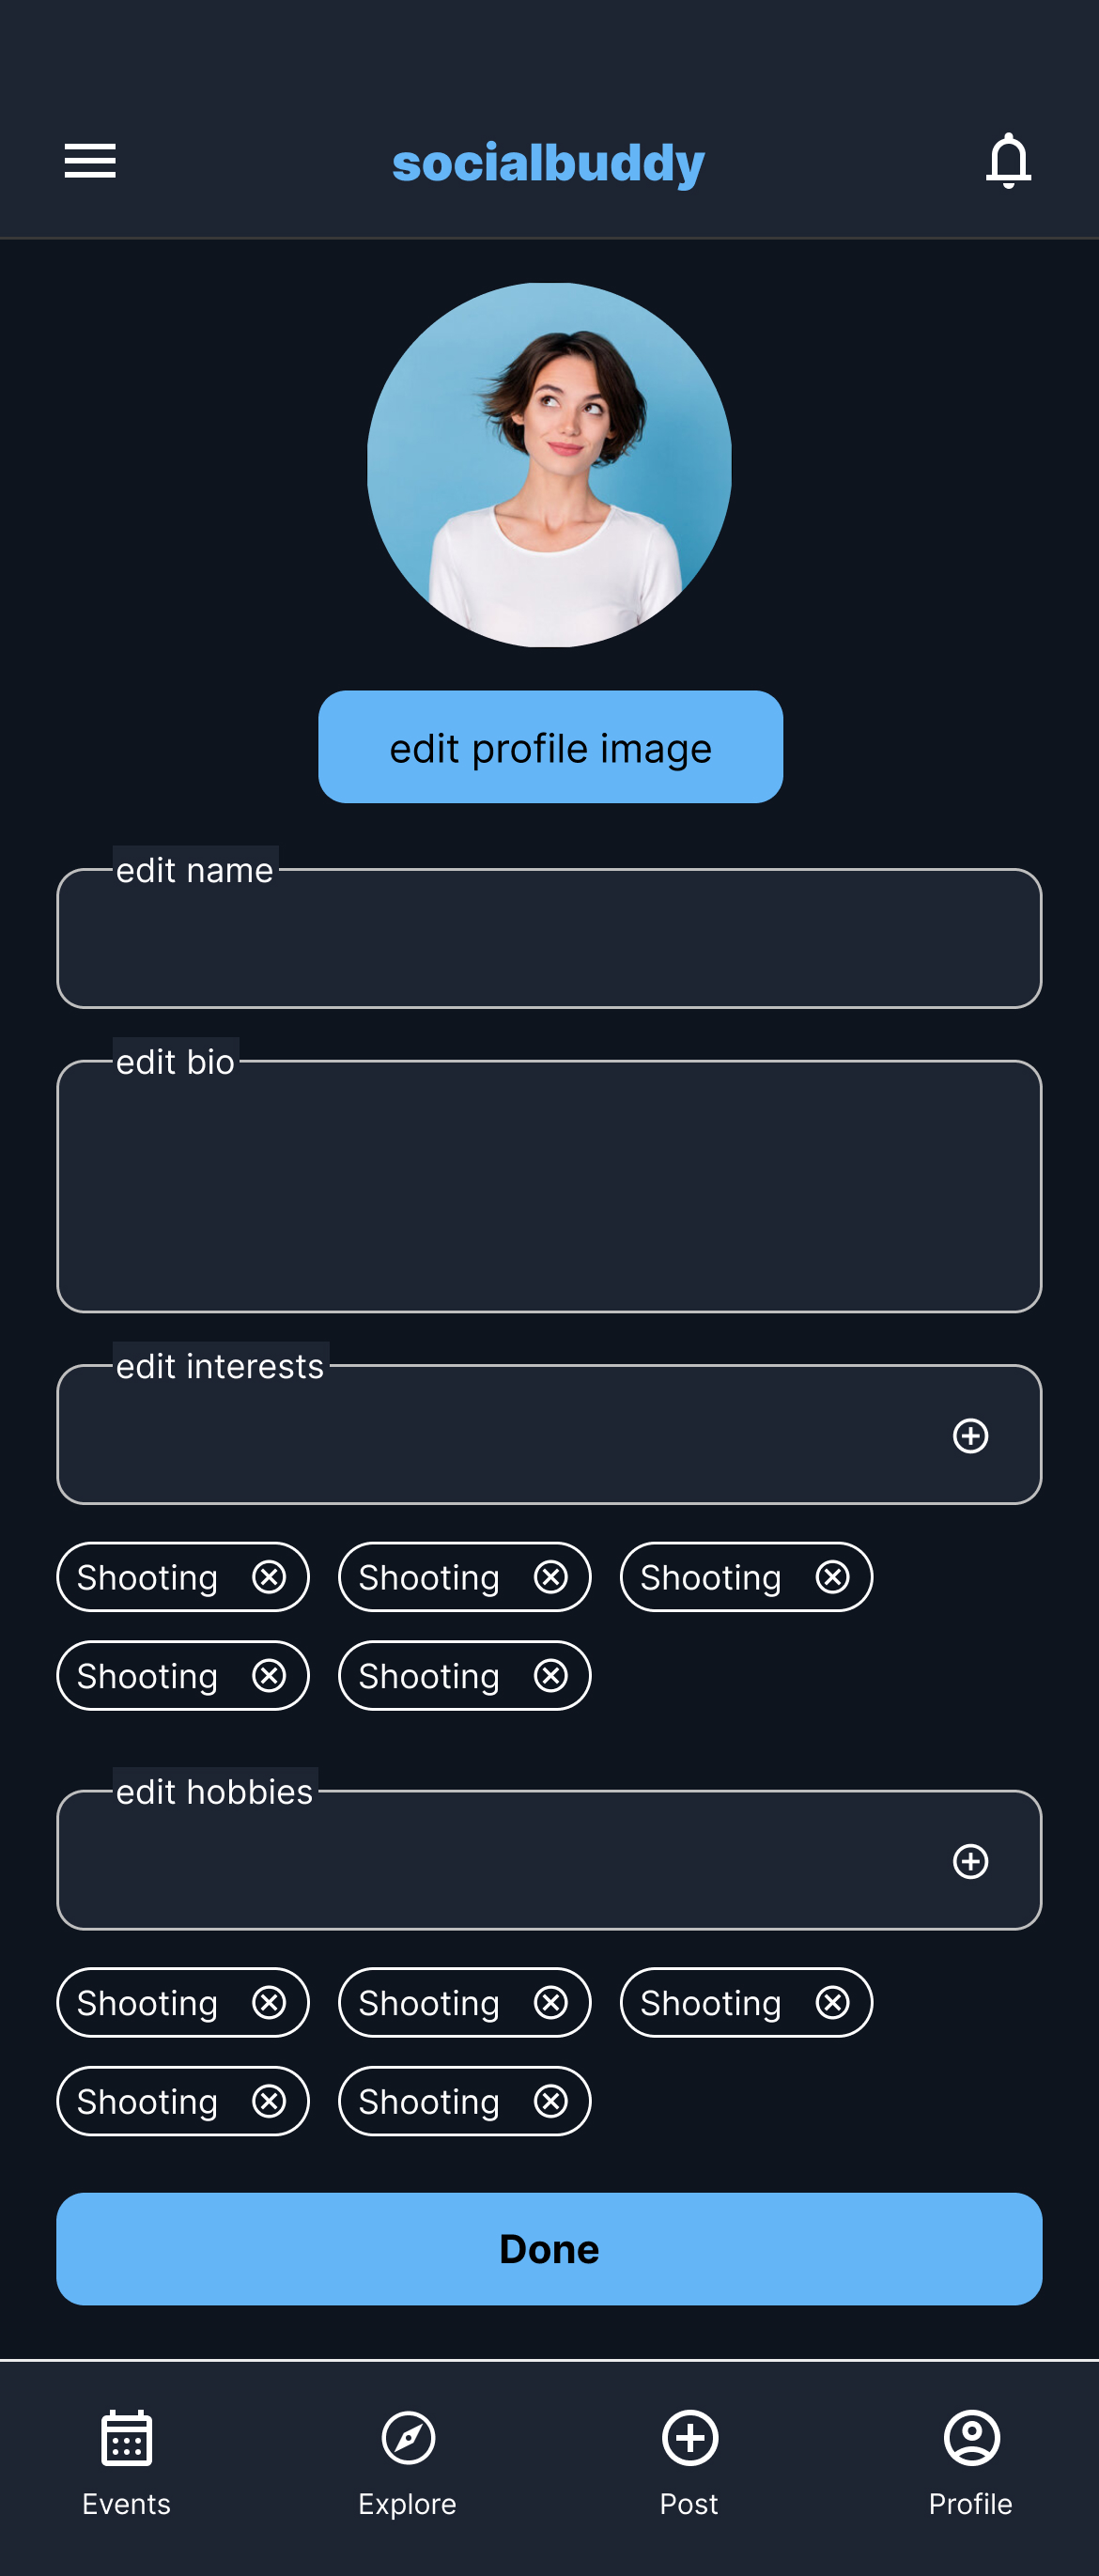 socialbuddy
edit profile image
edit name
edit bio
edit interests
Shooting Shooting Shooting
Shooting Shooting
edit hobbies
Shooting Shooting Shooting
Shooting Shooting
Done
Events Explore Post Profile